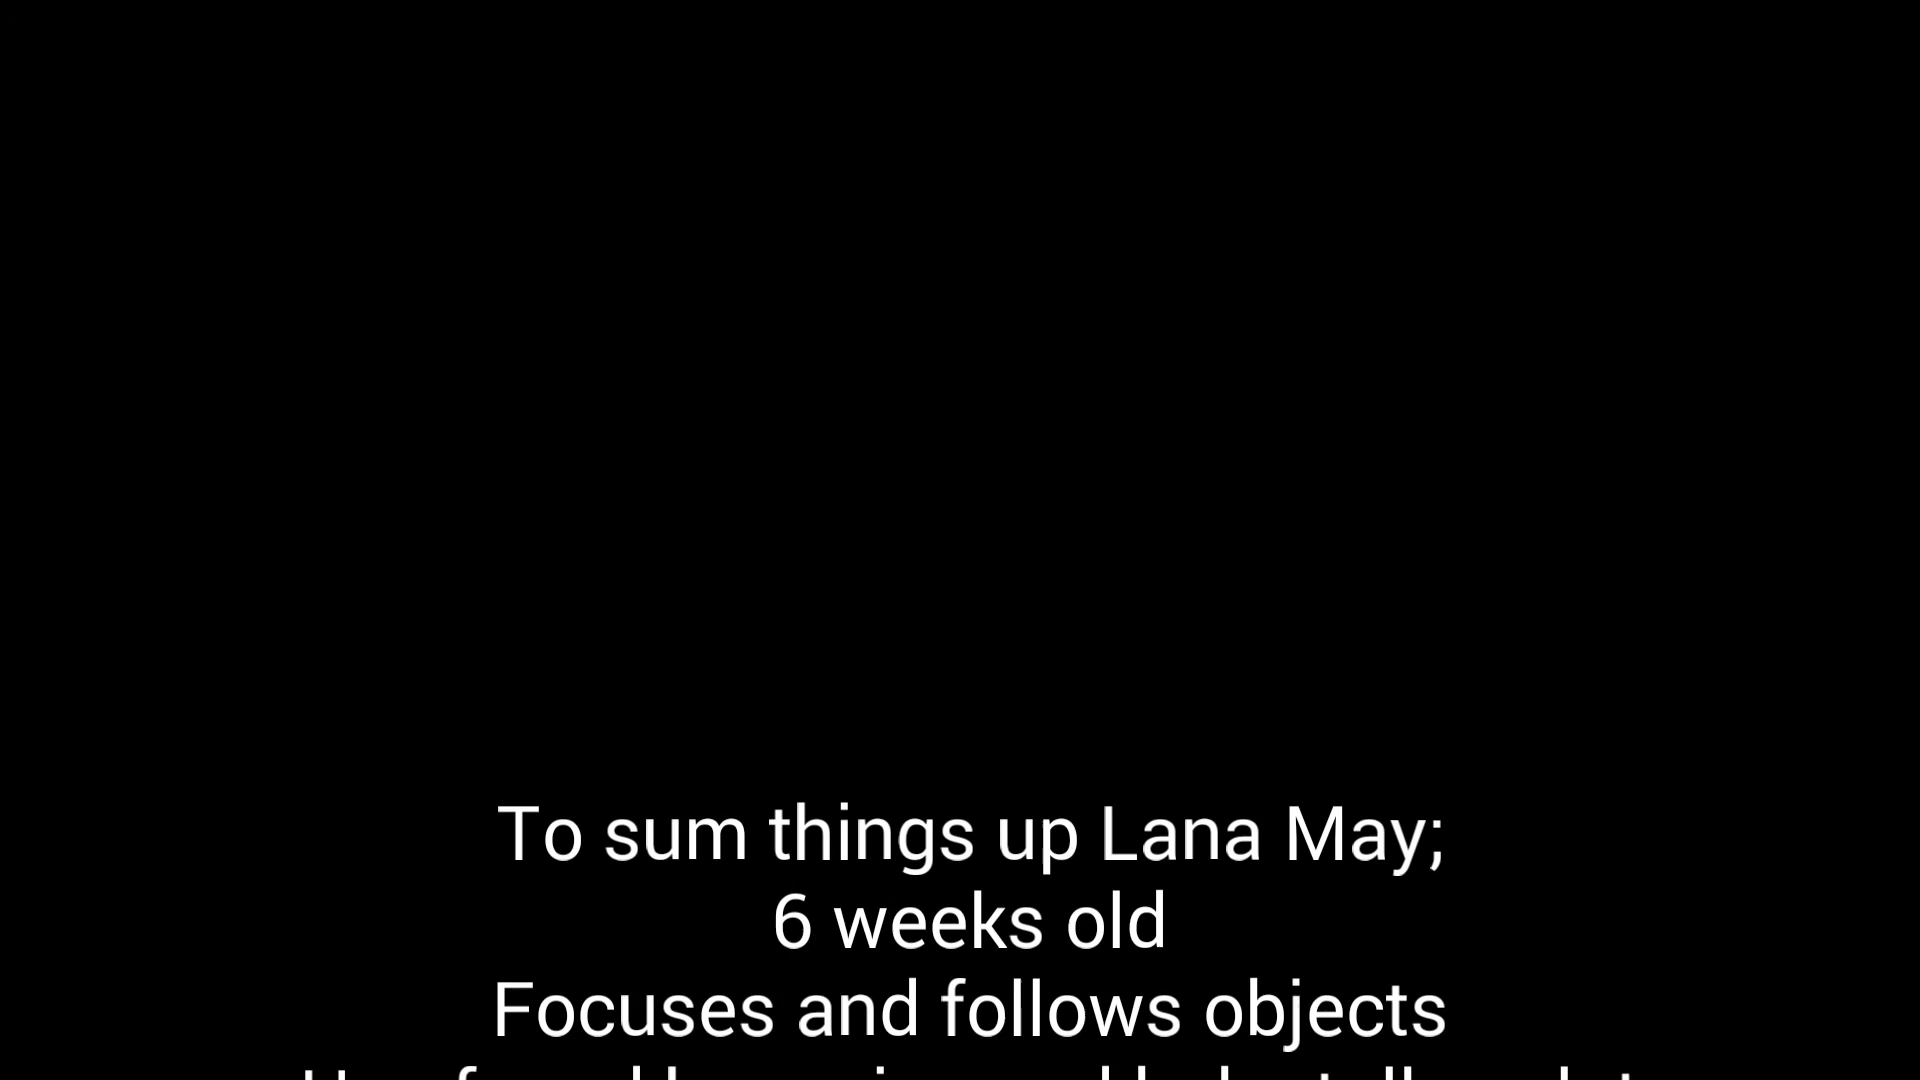 To sum things up Lana May;
6 weeks old
Focuses and follows objects